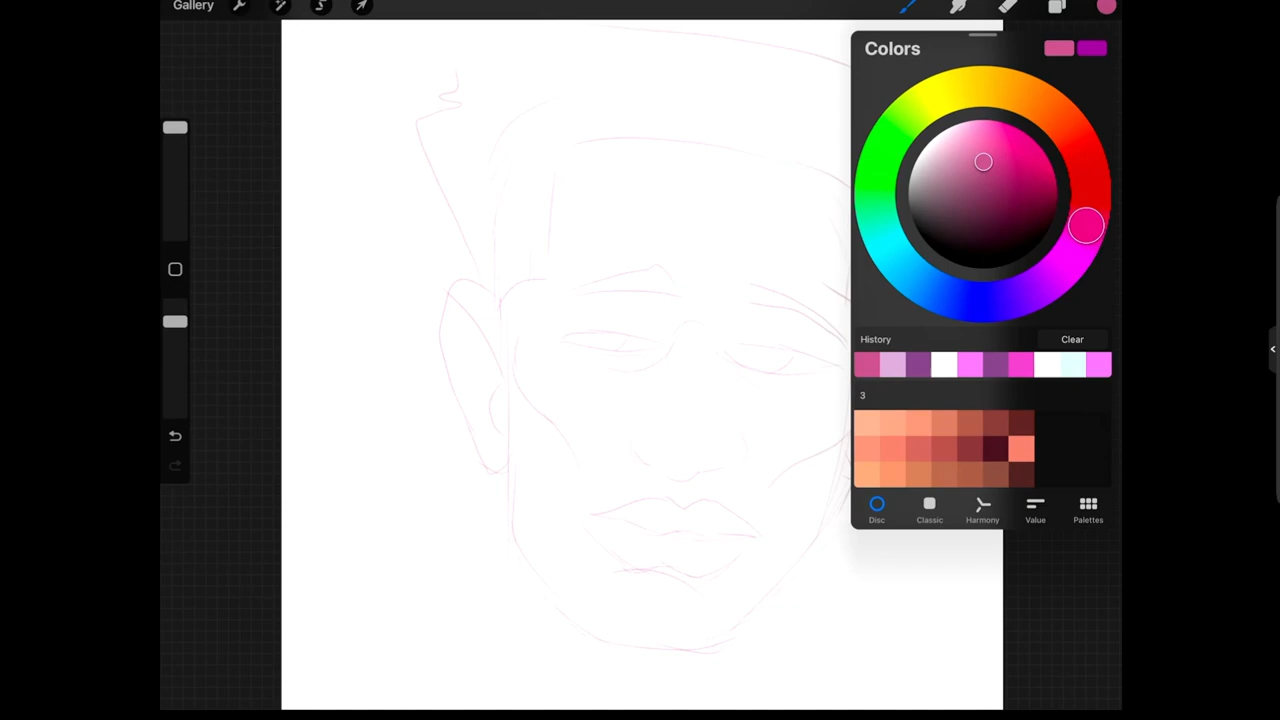 Gallery
Colors
History
Clear
3
Disc
Classic
Harmony
Value
Palettes